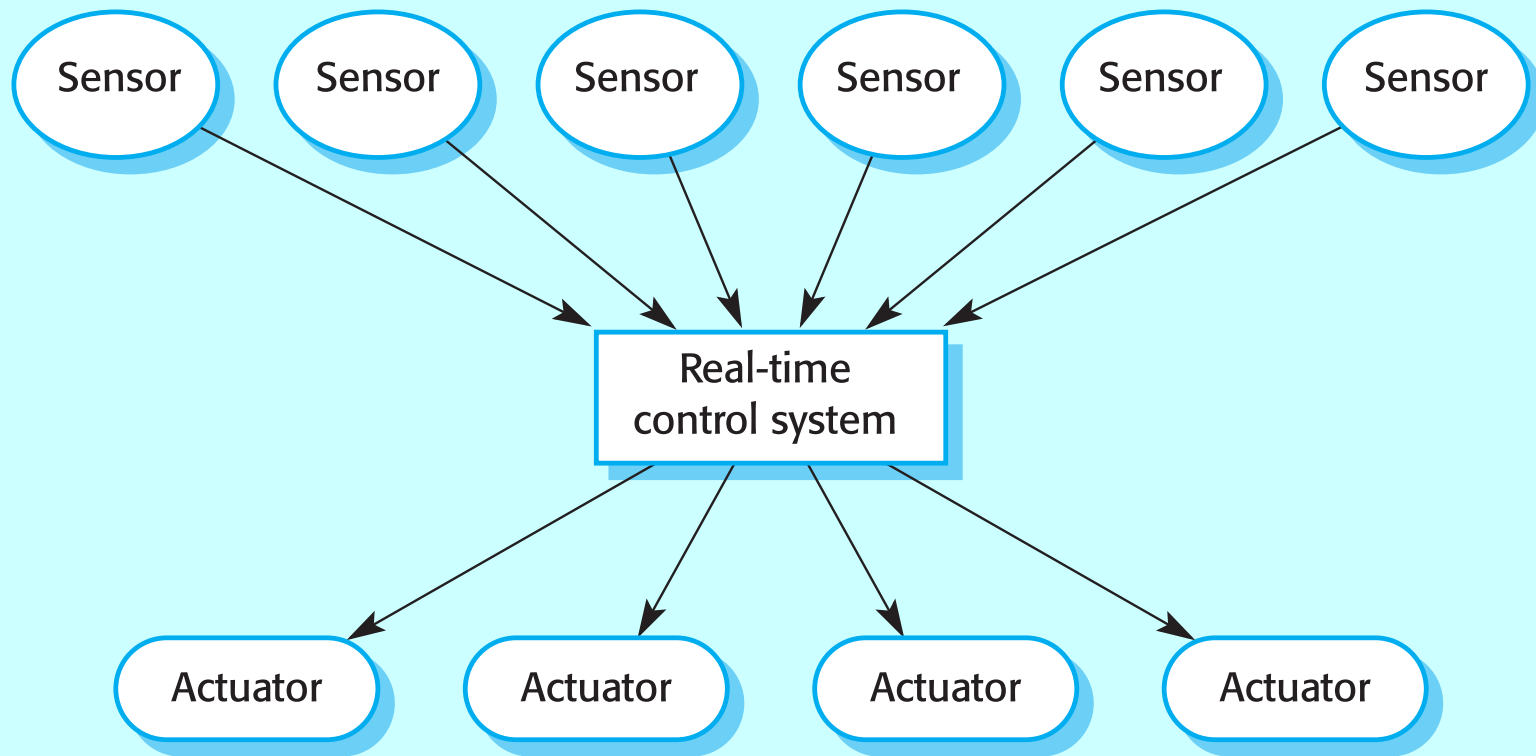 Sensor
Sensor
Sensor
Sensor
Sensor
Sensor
Real-time
control system
Actuator
Actuator
Actuator
Actuator